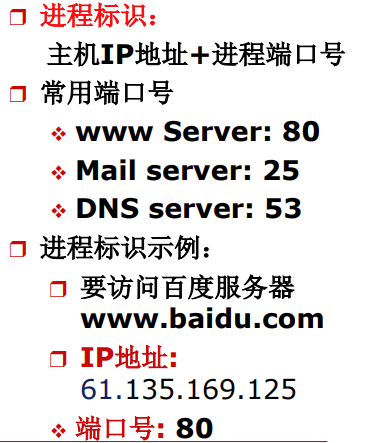 进程标识：
主机IP地址+进程端口号
常用端口号
www Server: 80
Mail server: 25
DNS server: 53
进程标识示例：
要访问百度服务器
www.baidu.com
IP地址:
61.135.169.125
端口号: 80